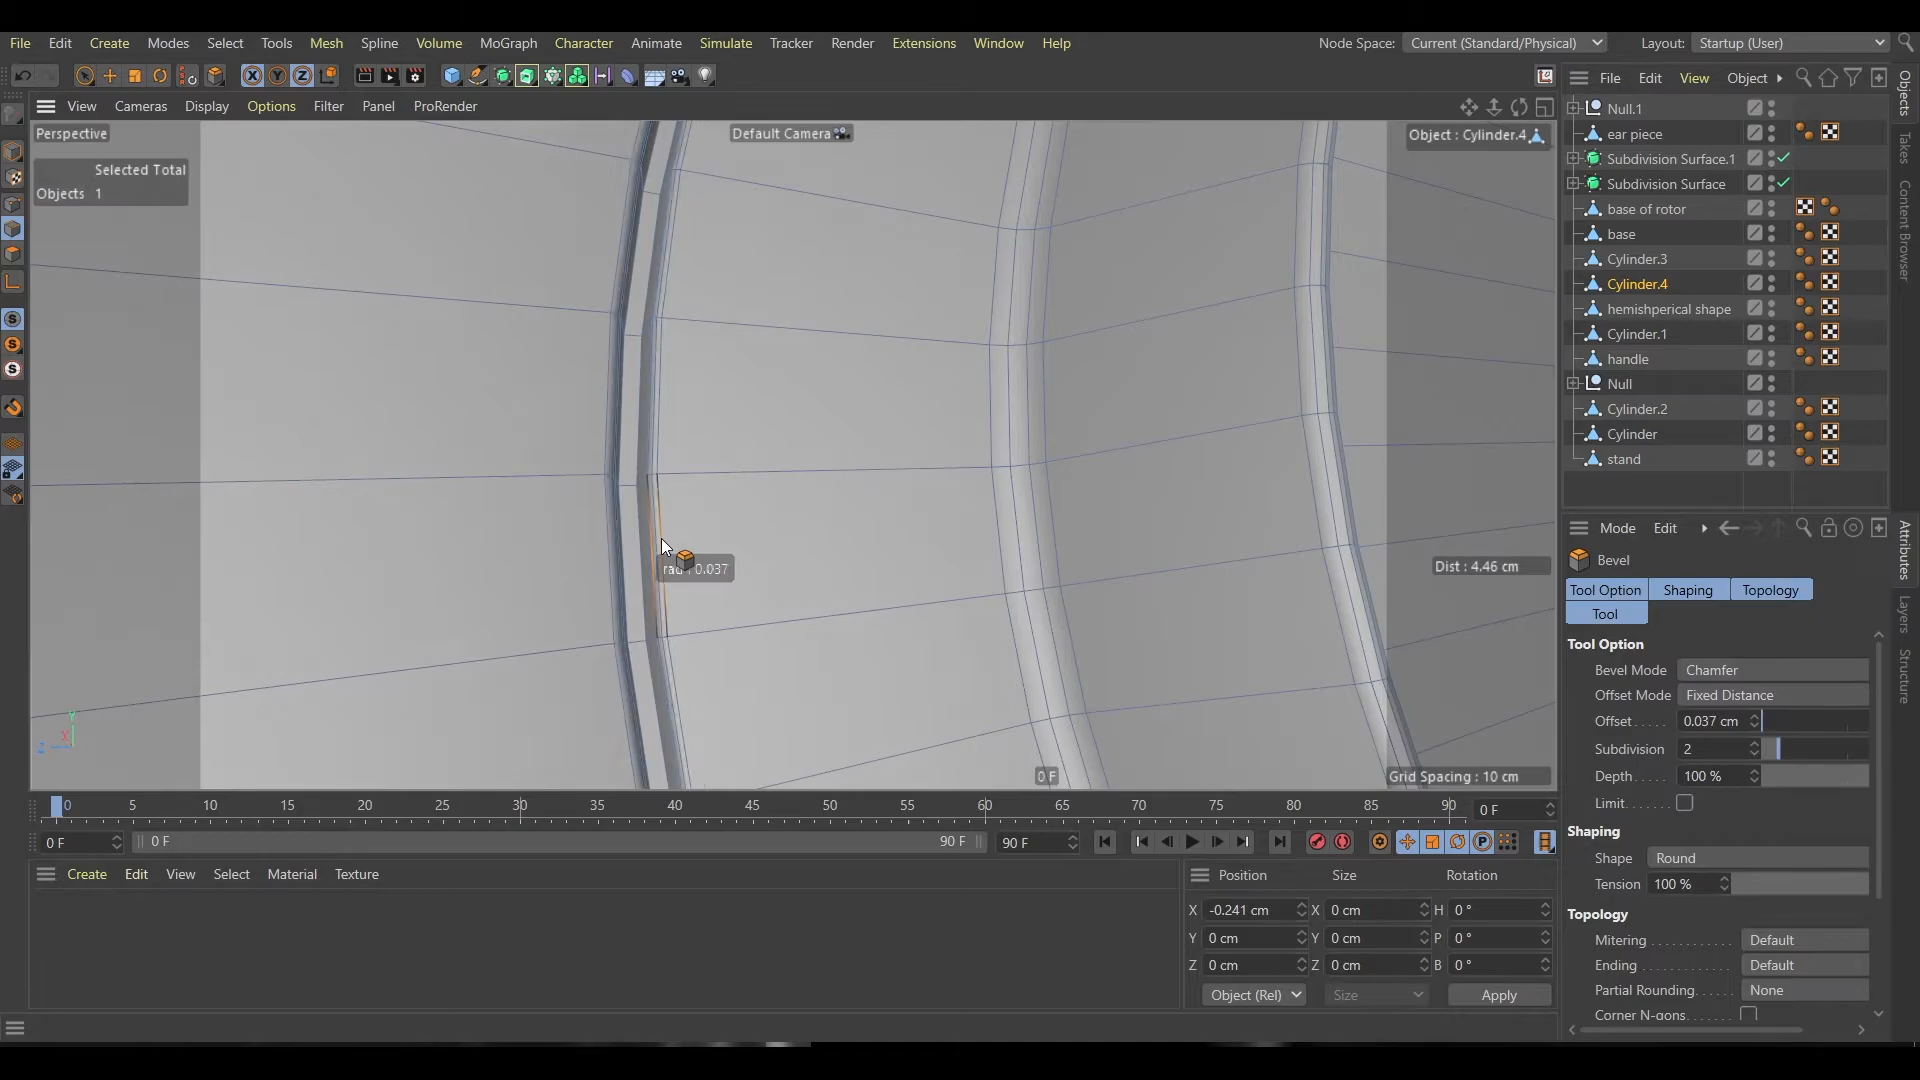 File Edit Create Modes Select Tools Mesh Spline Volume MoGraph Character Animate Simulate Tracker Render Extensions Window Help Node Space: Current (Standard/Physical) Layout: Startup (User)
X Y Z
View Cameras Display Options Filter Panel ProRender
File Edit View Object
Perspective Default Camera Object : Cylinder.4
Selected Total
Objects 1
Null.1
ear piece
Subdivision Surface.1
Subdivision Surface
base of rotor
base
Cylinder.3
Cylinder.4
hemishperical shape
Cylinder.1
handle
Null
Cylinder.2
Cylinder
stand
Objects
Takes
Content Browser
Attributes
Layers
Structure
Mode Edit
Bevel
Tool Option Shaping Topology
Tool
Tool Option
Bevel Mode Chamfer
Offset Mode Fixed Distance
Offset 0.037 cm
Subdivision 2
Depth 100 %
Limit
Shaping
Shape Round
Tension 100 %
Topology
Mitering Default
Ending Default
Partial Rounding None
Corner N-gons
0.037
Dist : 4.46 cm
Y X Z
0 F
Grid Spacing : 10 cm
0 5 10 15 20 25 30 35 40 45 50 55 60 65 70 75 80 85 90 0 F
0 F 0 F 90 F 90 F
Create Edit View Select Material Texture
Position Size Rotation
X -0.241 cm X 0 cm H 0 °
Y 0 cm Y 0 cm P 0 °
Z 0 cm Z 0 cm B 0 °
Object (Rel) Size Apply